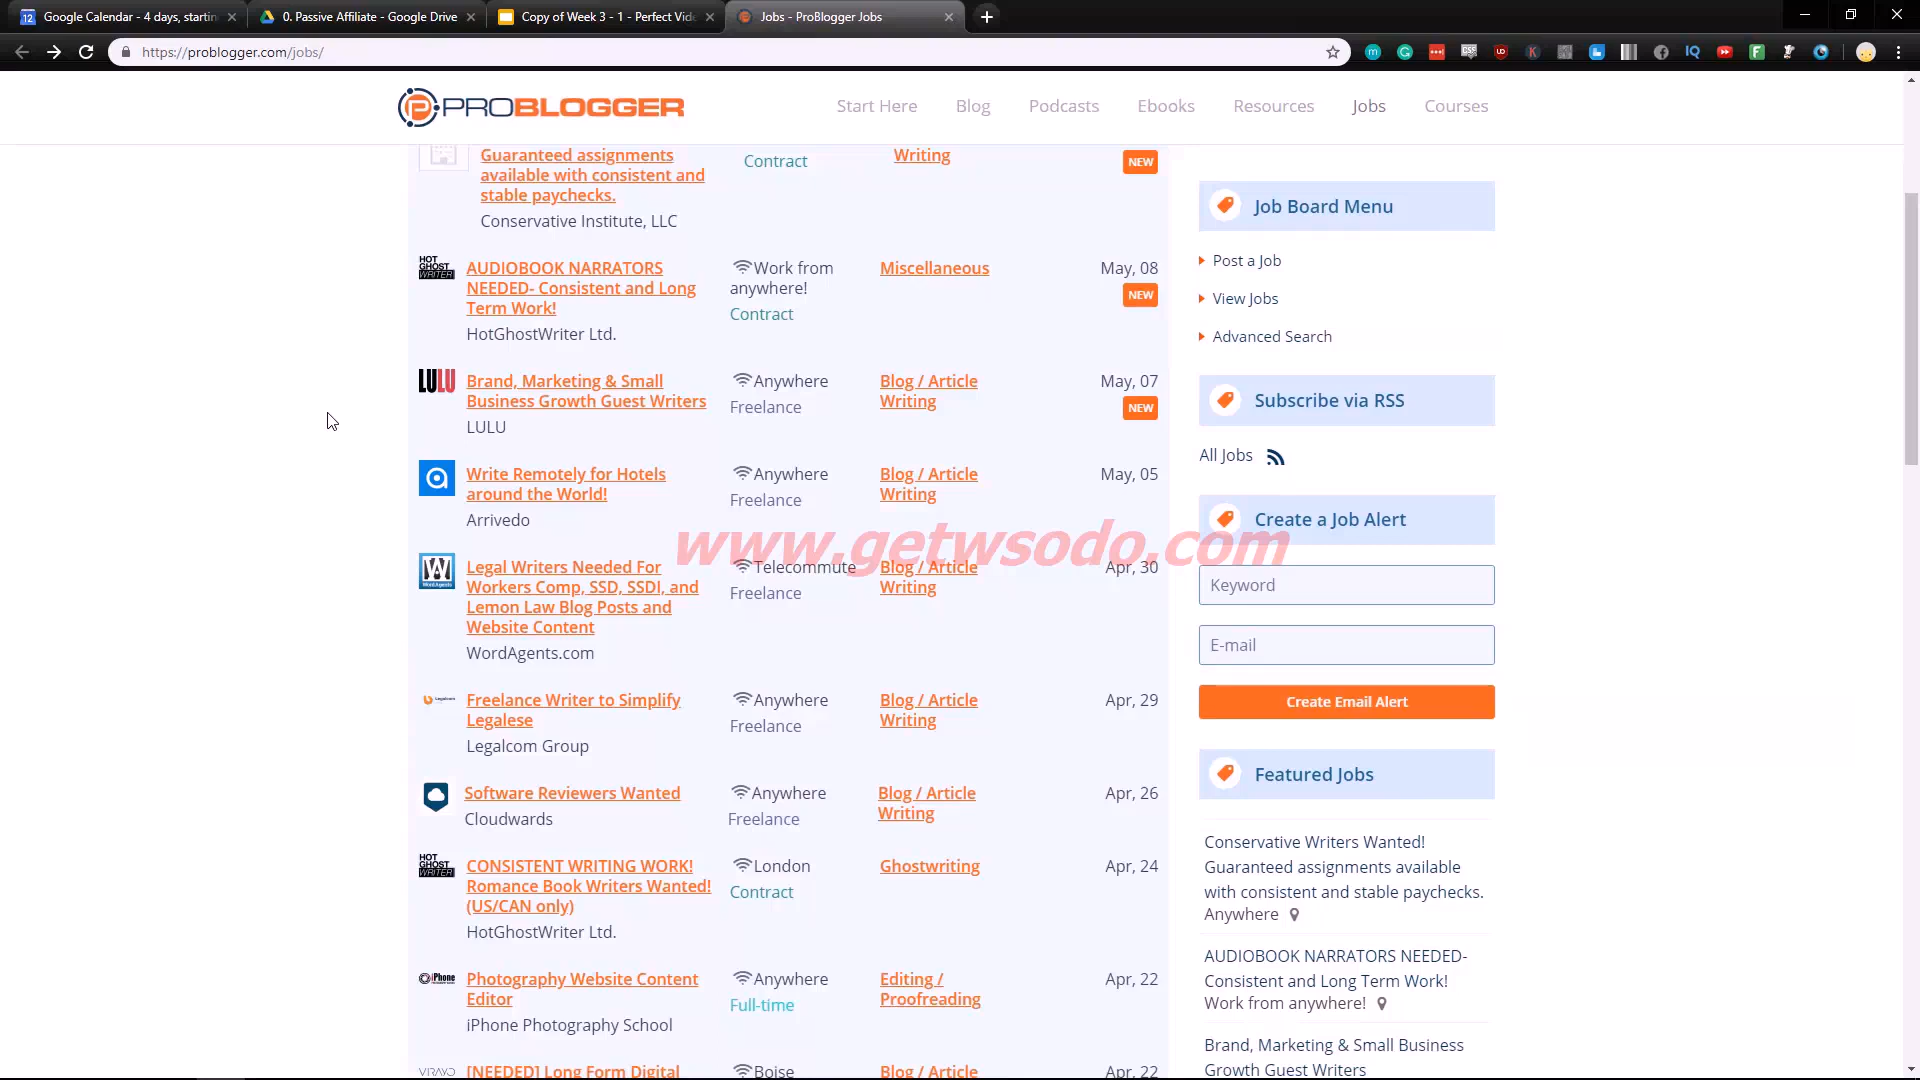 Google Calendar - 4 days, startin
0. Passive Affiliate - Google Drive
Copy of Week 3 - 1 - Perfect Vid
Jobs - ProBlogger Jobs
https://problogger.com/jobs/
PROBLOGGER
Start Here
Blog
Podcasts
Ebooks
Resources
Jobs
Courses
Guaranteed assignments
available with consistent and
stable paychecks.
Conservative Institute, LLC
Contract
Writing
NEW
HOT
GHOST
WRITER
AUDIOBOOK NARRATORS
NEEDED- Consistent and Long
Term Work!
HotGhostWriter Ltd.
Work from
anywhere!
Contract
Miscellaneous
May, 08
NEW
LULU
Brand, Marketing & Small
Business Growth Guest Writers
LULU
Anywhere
Freelance
Blog / Article
Writing
May, 07
NEW
Write Remotely for Hotels
around the World!
Arrivedo
Anywhere
Freelance
Blog / Article
Writing
May, 05
www.getwsodo.com
W
WordAgents
Legal Writers Needed For
Workers Comp, SSD, SSDI, and
Lemon Law Blog Posts and
Website Content
WordAgents.com
Telecommute
Freelance
Blog / Article
Writing
Apr, 30
Legalcom
Freelance Writer to Simplify
Legalese
Legalcom Group
Anywhere
Freelance
Blog / Article
Writing
Apr, 29
Software Reviewers Wanted
Cloudwards
Anywhere
Freelance
Blog / Article
Writing
Apr, 26
HOT
GHOST
WRITER
CONSISTENT WRITING WORK!
Romance Book Writers Wanted!
(US/CAN only)
HotGhostWriter Ltd.
London
Contract
Ghostwriting
Apr, 24
iPhone
Photography Website Content
Editor
iPhone Photography School
Anywhere
Full-time
Editing /
Proofreading
Apr, 22
VIRAYO
[NEEDED] Long Form Digital
Boise
Blog / Article
Apr, 22
Job Board Menu
Post a Job
View Jobs
Advanced Search
Subscribe via RSS
All Jobs
Create a Job Alert
Keyword
E-mail
Create Email Alert
Featured Jobs
Conservative Writers Wanted!
Guaranteed assignments available
with consistent and stable paychecks.
Anywhere
AUDIOBOOK NARRATORS NEEDED-
Consistent and Long Term Work!
Work from anywhere!
Brand, Marketing & Small Business
Growth Guest Writers